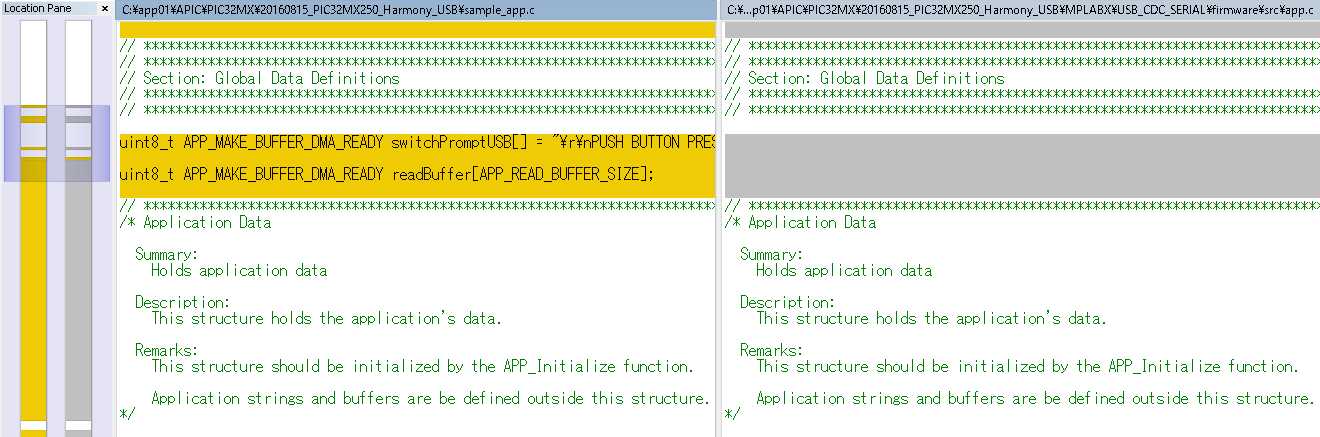 Location Pane ×
C:¥app01¥APIC¥PIC32MX¥20160815_PIC32MX250_Harmony_USB¥sample_app.c
// ************************************************************************
// ************************************************************************
// Section: Global Data Definitions
// ************************************************************************
// ************************************************************************
uint8_t APP_MAKE_BUFFER_DMA_READY switchPromptUSB[] = "¥r¥nPUSH BUTTON PRES
uint8_t APP_MAKE_BUFFER_DMA_READY readBuffer[APP_READ_BUFFER_SIZE];
// ************************************************************************
/* Application Data
Summary:
Holds application data
Description:
This structure holds the application's data.
Remarks:
This structure should be initialized by the APP_Initialize function.
Application strings and buffers are be defined outside this structure.
*/
C:¥...p01¥APIC¥PIC32MX¥20160815_PIC32MX250_Harmony_USB¥MPLABX¥USB_CDC_SERIAL¥firmware¥src¥app.c
// ************************************************************************
// ************************************************************************
// Section: Global Data Definitions
// ************************************************************************
// ************************************************************************
// ************************************************************************
/* Application Data
Summary:
Holds application data
Description:
This structure holds the application's data.
Remarks:
This structure should be initialized by the APP_Initialize function.
Application strings and buffers are be defined outside this structure.
*/